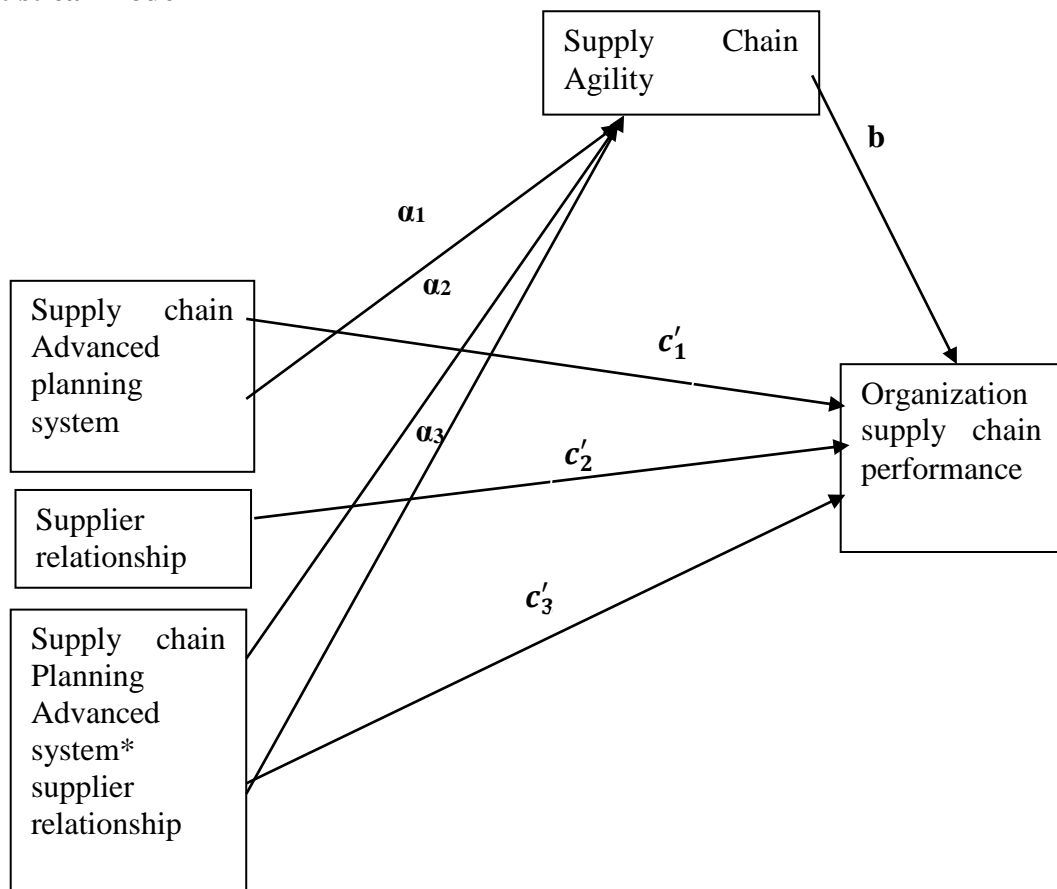 Supply Chain
Agility
b
α1
α2
Supply chain
Advanced
planning
system
c′1
Organization
supply chain
performance
α3
c′2
Supplier
relationship
c′3
Supply chain
Planning
Advanced
system*
supplier
relationship